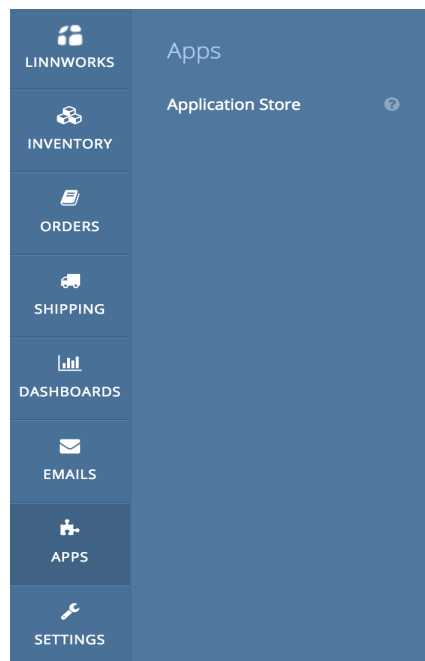 LINNWORKS
INVENTORY
ORDERS
SHIPPING
DASHBOARDS
EMAILS
APPS
SETTINGS
Apps
Application Store ?